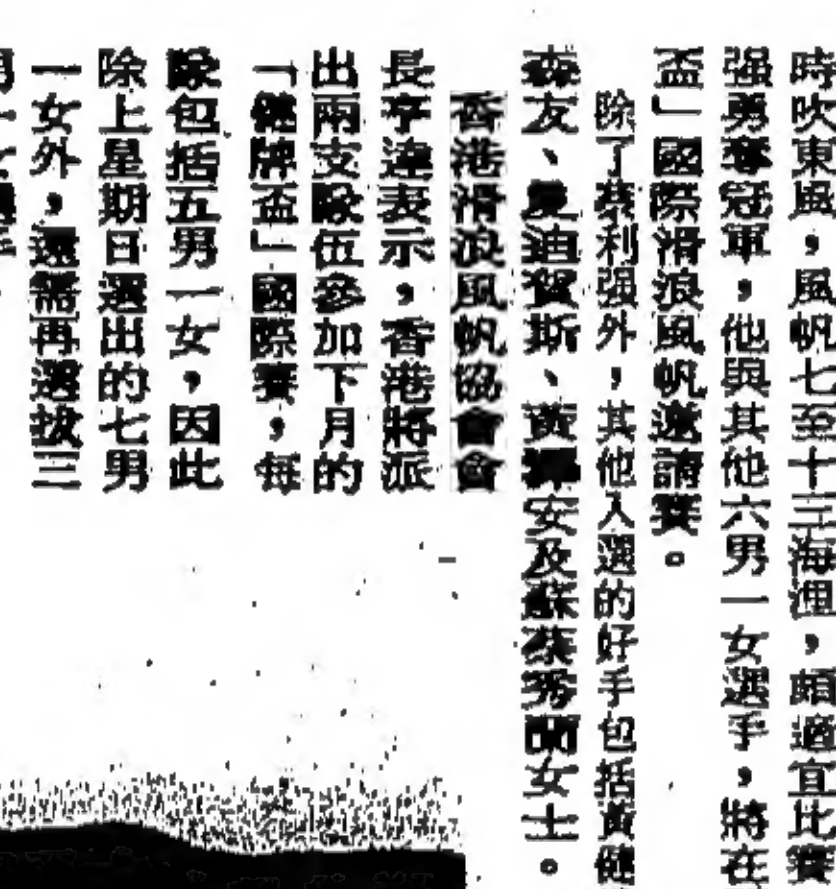 時吹東風，風帆七至十三海浬，頗適宜比賽
强勇奪冠軍，他與其他六男一女選手，將在
盃」國際滑浪風帆邀請賽。
除了蔡利强外，其他入選的好手包括黃健
森友、夏迪賀斯、黃安及蘇蔡秀蘭女士。
香港滑浪風帆協會會
長亨達表示，香港將派
出兩支隊伍參加下月的
「健牌盃」國際賽，每
隊包括五男一女，因此
除上星期日選出的七男
一女外，還需再選拔三